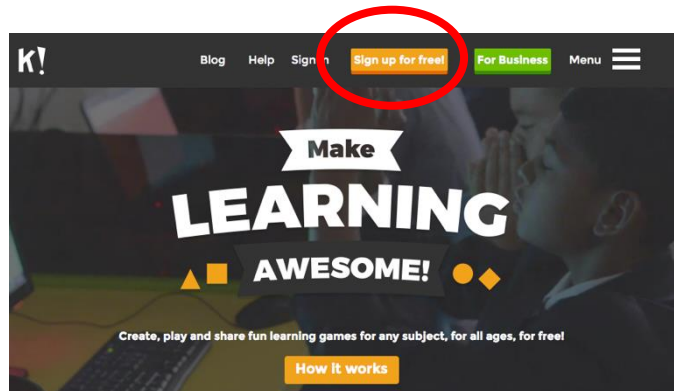 K! Blog Help Sign in Sign up for free! For Business Menu
Make
LEARNING
AWESOME!
Create, play and share fun learning games for any subject, for all ages, for free!
How it works